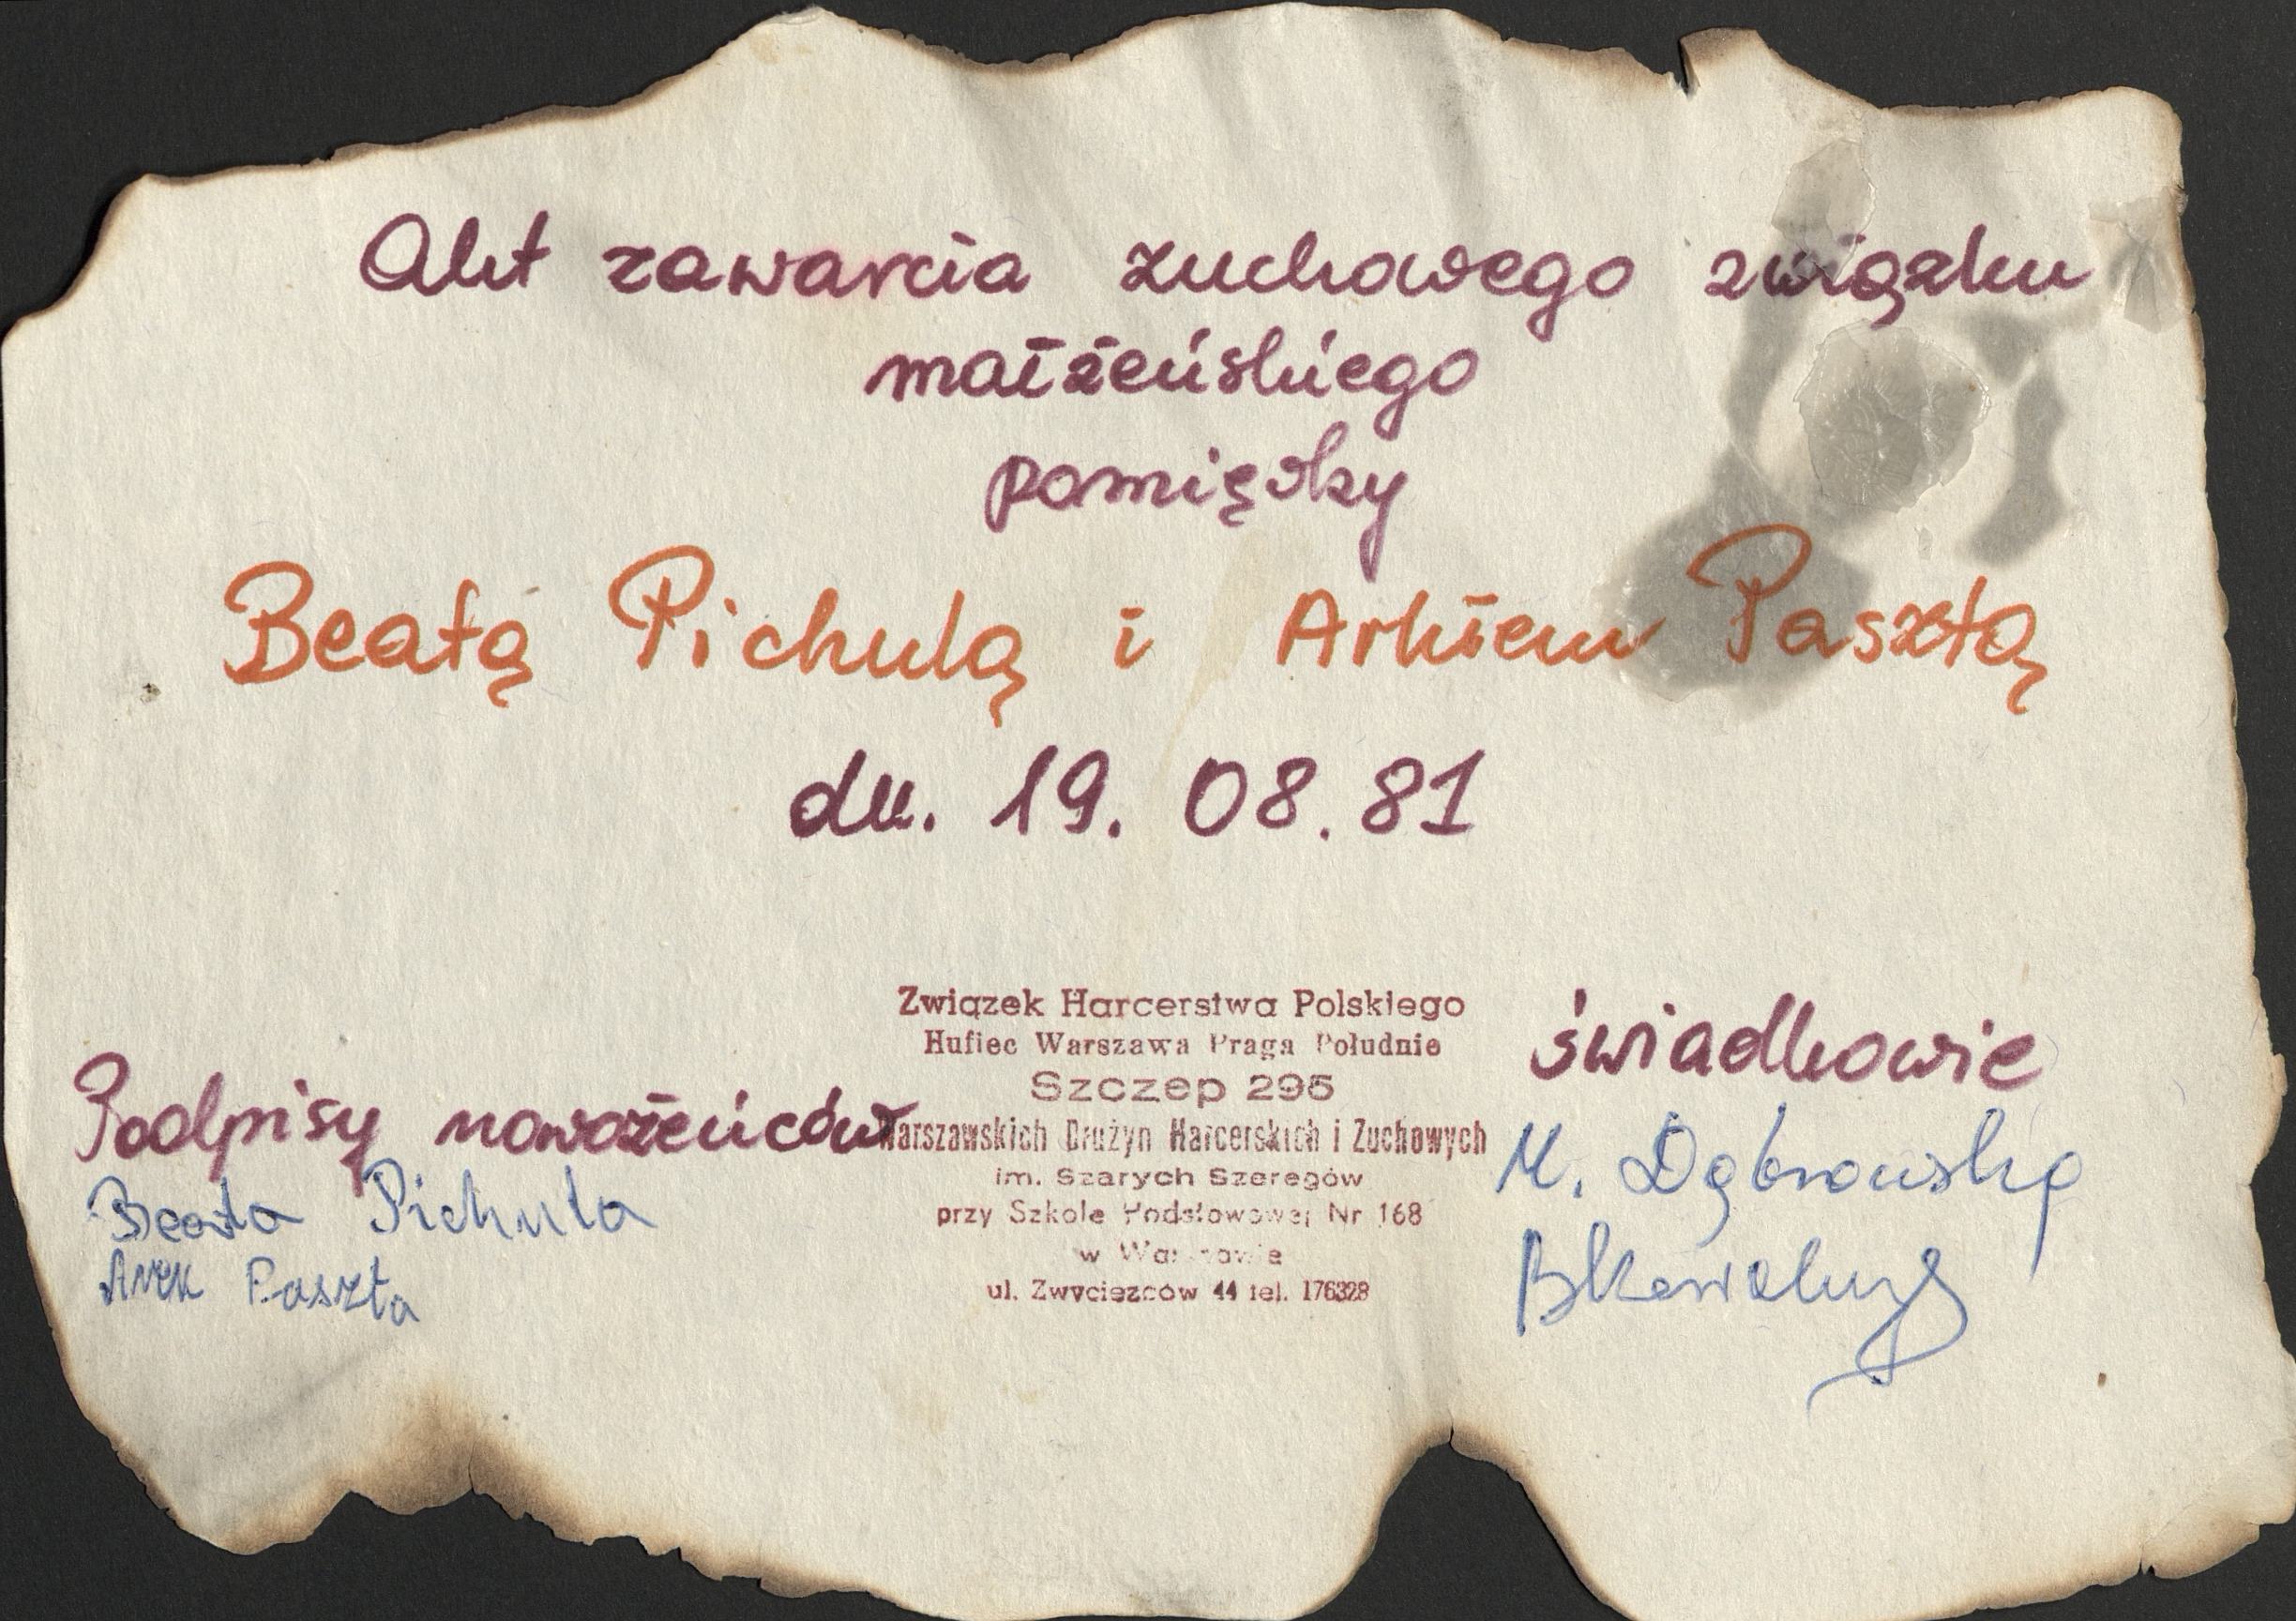 Akt zawarcia zuchowego związku
małżeńskiego
pomiędzy
Beatą Pichulą i Arkiem Pasztą
dn. 19. 08. 81
Związek Harcerstwa Polskiego
Hufiec Warszawa Praga Południe
Szczep 295
Warszawskich Drużyn Harcerskich i Zuchowych
im. Szarych Szeregów
przy Szkole Podstawowej Nr 168
w Warszawie
ul. Zwycięzców 44 tel. 176328
Podpisy nowożeńców
Beata Pichula
Arek Paszta
świadkowie
M. Dąbrowska